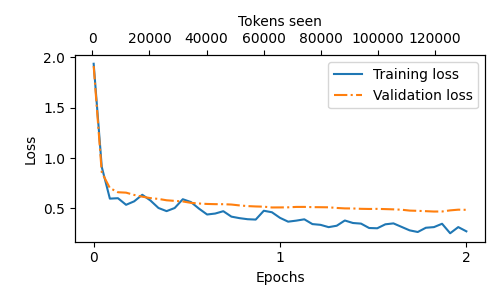 Tokens seen
0 20000 40000 60000 80000 100000 120000
2.0
1.5
1.0
0.5
Loss
Training loss
Validation loss
0 1 2
Epochs